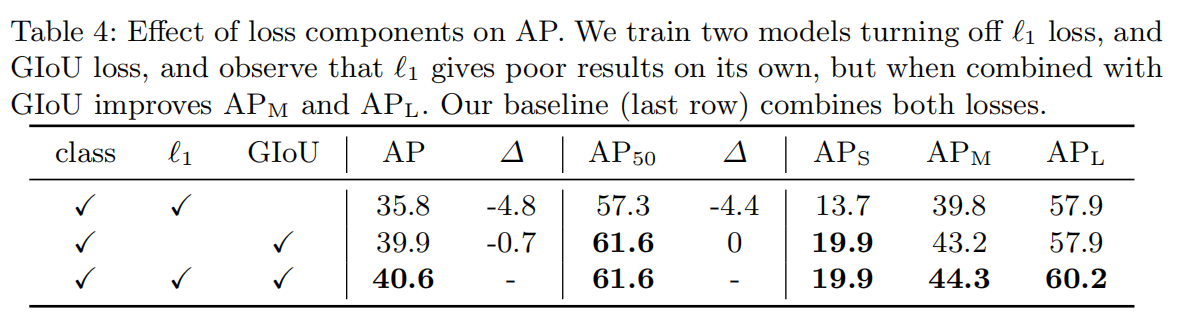 Table 4: Effect of loss components on AP. We train two models turning off ℓ1 loss, and
GIoU loss, and observe that ℓ1 gives poor results on its own, but when combined with
GIoU improves APM and APL. Our baseline (last row) combines both losses.
class ℓ1 GIoU AP Δ AP50 Δ APS APM APL
✓ ✓ 35.8 -4.8 57.3 -4.4 13.7 39.8 57.9
✓ ✓ 39.9 -0.7 61.6 0 19.9 43.2 57.9
✓ ✓ ✓ 40.6 - 61.6 - 19.9 44.3 60.2